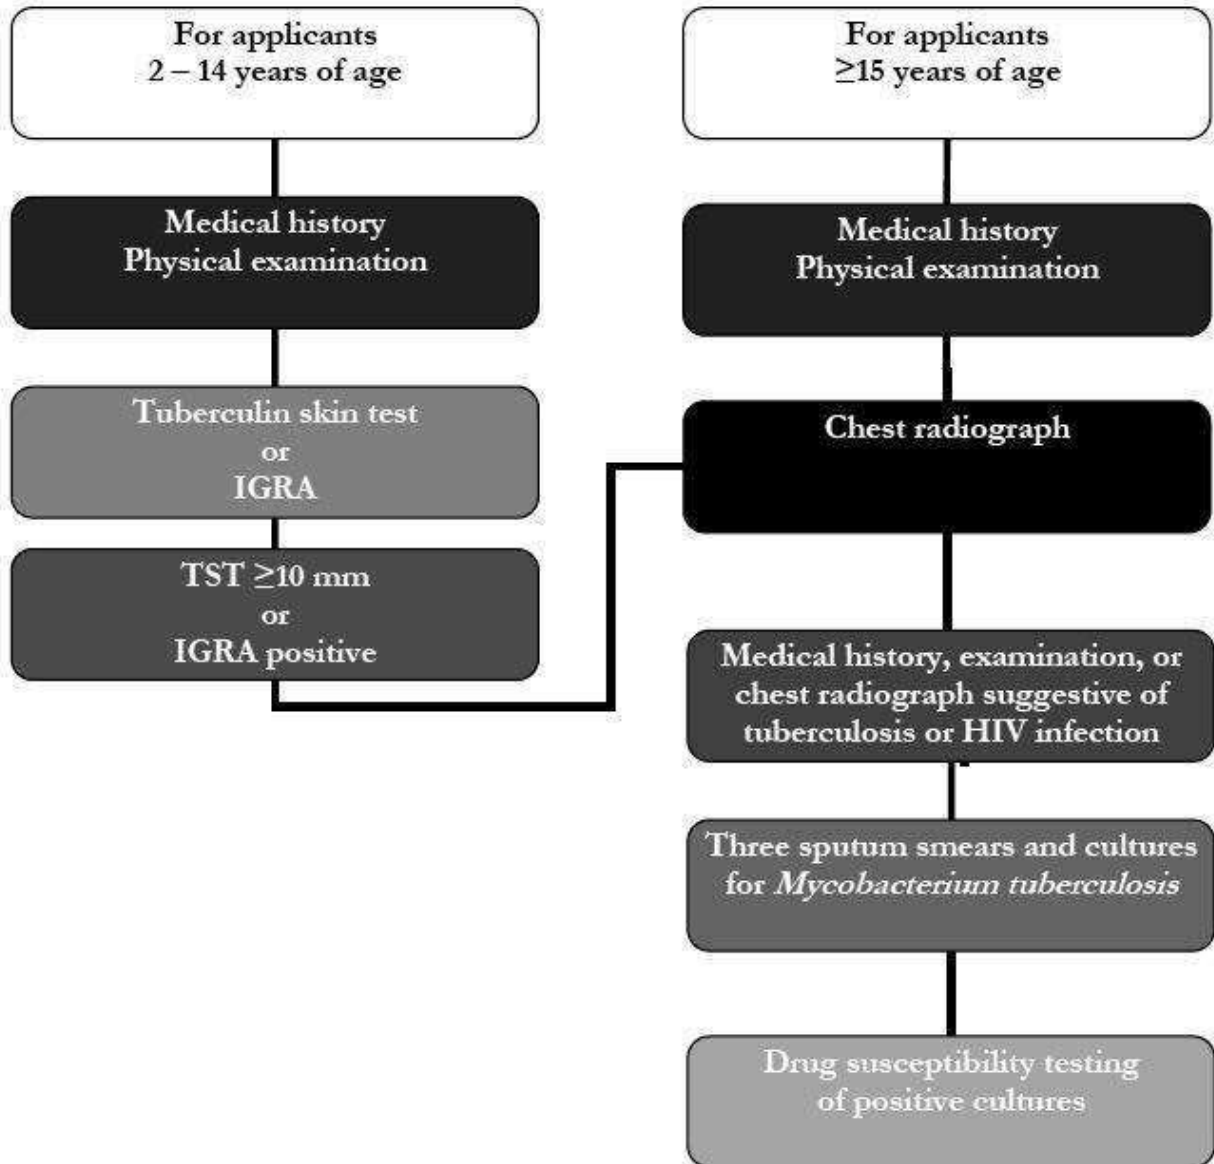 For applicants
2 – 14 years of age
Medical history
Physical examination
Tuberculin skin test
or
IGRA
TST ≥10 mm
or
IGRA positive
For applicants
≥15 years of age
Medical history
Physical examination
Chest radiograph
Medical history, examination, or
chest radiograph suggestive of
tuberculosis or HIV infection
Three sputum smears and cultures
for Mycobacterium tuberculosis
Drug susceptibility testing
of positive cultures